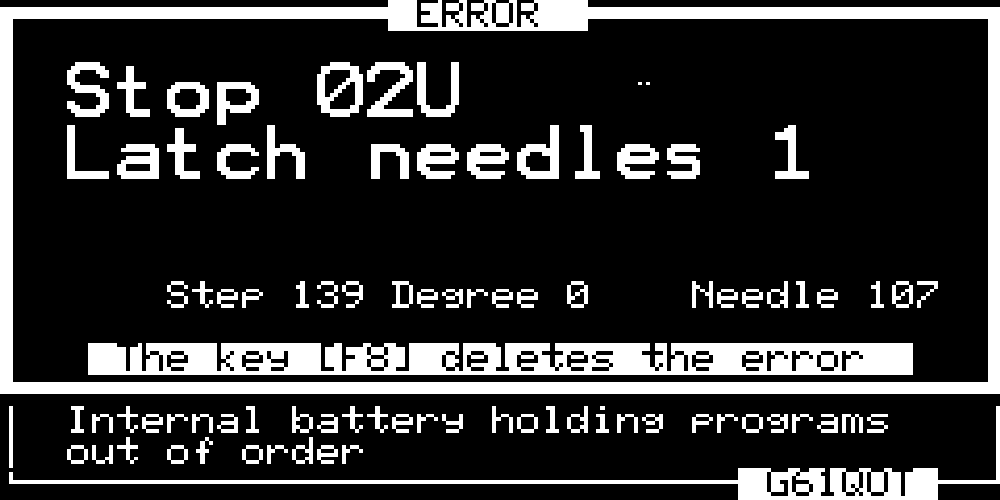 ERROR
Stop 02U
Latch needles 1
Step 139 Degree 0 Needle 107
The key [F8] deletes the error
Internal battery holding programs
out of order
G61QOT